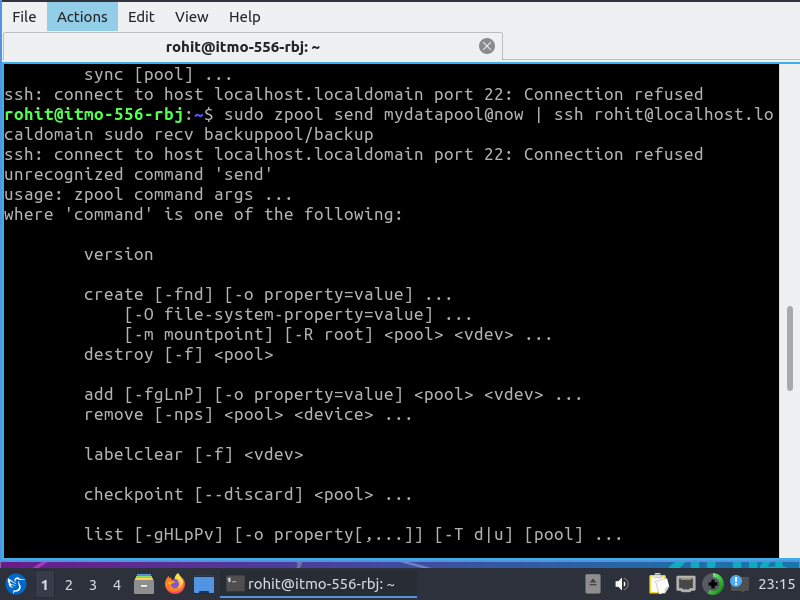 File Actions Edit View Help
rohit@itmo-556-rbj: ~
        sync [pool] ...
ssh: connect to host localhost.localdomain port 22: Connection refused
rohit@itmo-556-rbj:~$ sudo zpool send mydatapool@now | ssh rohit@localhost.lo
caldomain sudo recv backuppool/backup
ssh: connect to host localhost.localdomain port 22: Connection refused
unrecognized command 'send'
usage: zpool command args ...
where 'command' is one of the following:
        version
        create [-fnd] [-o property=value] ...
            [-O file-system-property=value] ...
            [-m mountpoint] [-R root] <pool> <vdev> ...
        destroy [-f] <pool>
        add [-fgLnP] [-o property=value] <pool> <vdev> ...
        remove [-nps] <pool> <device> ...
        labelclear [-f] <vdev>
        checkpoint [--discard] <pool> ...
        list [-gHLpPv] [-o property[,...]] [-T d|u] [pool] ...
1 2 3 4 rohit@itmo-556-rbj: ~ 23:15